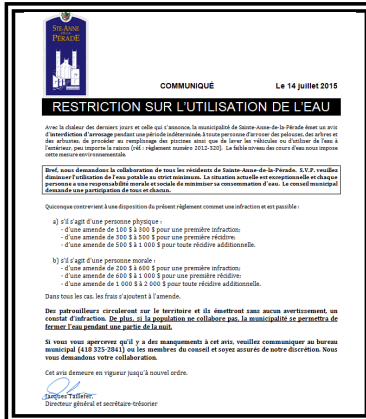 STE-ANNE
DE LA
PÉRADE
COMMUNIQUÉ Le 14 juillet 2015
RESTRICTION SUR L'UTILISATION DE L'EAU
Avec la chaleur des derniers jours et celle qui s'annonce, la municipalité de Sainte-Anne-de-la-Pérade émet un avis
d'interdiction d'arrosage pendant une période indéterminée à toute personne d'arroser des pelouses, des arbres et
des arbustes, de procéder au remplissage des piscines ainsi que de laver les véhicules ou d'utiliser de l'eau à
l'extérieur, peu importe la raison (réf : règlement numéro 2012-320). Le faible niveau des cours d'eau nous impose
cette mesure environnementale.
Bref, nous demandons la collaboration de tous les résidents de Sainte-Anne-de-la-Pérade. S.V.P. veuillez
diminuer l'utilisation de l'eau potable au strict minimum. La situation actuelle est exceptionnelle et chaque
personne a une responsabilité morale et sociale de minimiser sa consommation d'eau. Le conseil municipal
demande une participation de tous et chacun.
Quiconque contrevient à une disposition du présent règlement commet une infraction et est passible :
a) s'il s'agit d'une personne physique :
- d'une amende de 100 $ à 300 $ pour une première infraction;
- d'une amende de 300 $ à 500 $ pour une première récidive;
- d'une amende de 500 $ à 1 000 $ pour toute récidive additionnelle.
b) s'il s'agit d'une personne morale :
- d'une amende de 200 $ à 600 $ pour une première infraction;
- d'une amende de 600 $ à 1 000 $ pour une première récidive;
- d'une amende de 1 000 $ à 2 000 $ pour toute récidive additionnelle.
Dans tous les cas, les frais s'ajoutent à l'amende.
Des patrouilleurs circuleront sur le territoire et ils émettront sans aucun avertissement, un
constat d'infraction. De plus, si la population ne collabore pas, la municipalité se permettra de
fermer l'eau pendant une partie de la nuit.
Si vous vous apercevez qu'il y a des manquements à cet avis, veuillez communiquer au bureau
municipal (418 325-2841) ou les membres du conseil et soyez assurés de notre discrétion. Nous
vous demandons votre collaboration.
Cet avis demeure en vigueur jusqu'à nouvel ordre.
Jacques Taillefer,
Directeur général et secrétaire-trésorier